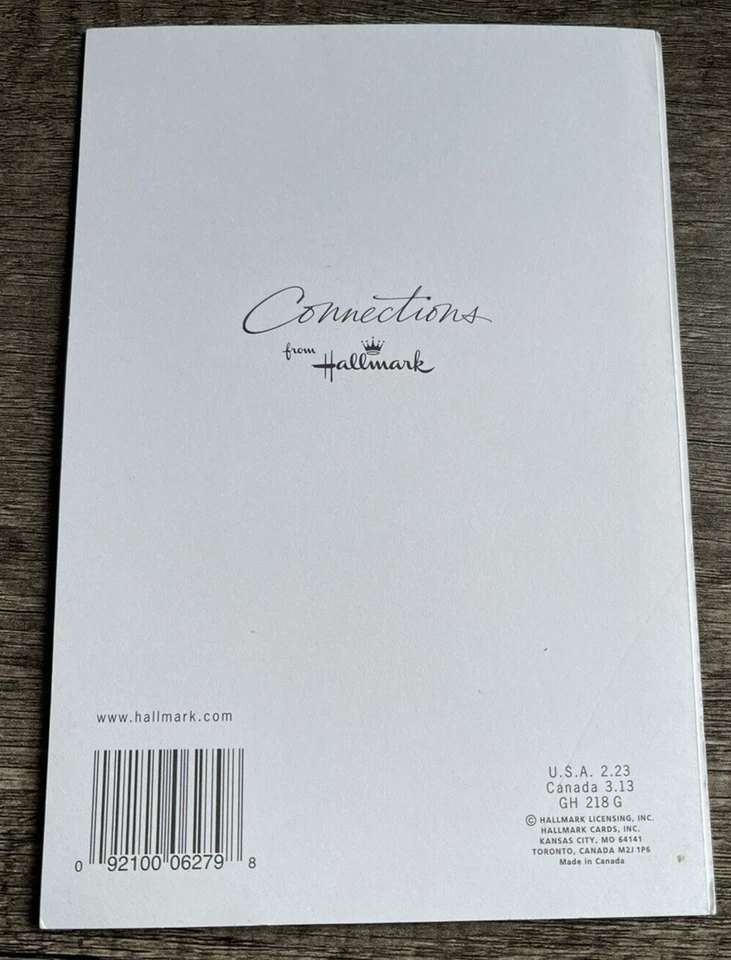 Connections
from Hallmark
www.hallmark.com
0 92100 06279 8
U.S.A. 2.23
Canada 3.13
GH 218 G
© HALLMARK LICENSING, INC.
HALLMARK CARDS, INC.
KANSAS CITY, MO 64141
TORONTO, CANADA M2J 1P6
Made in Canada